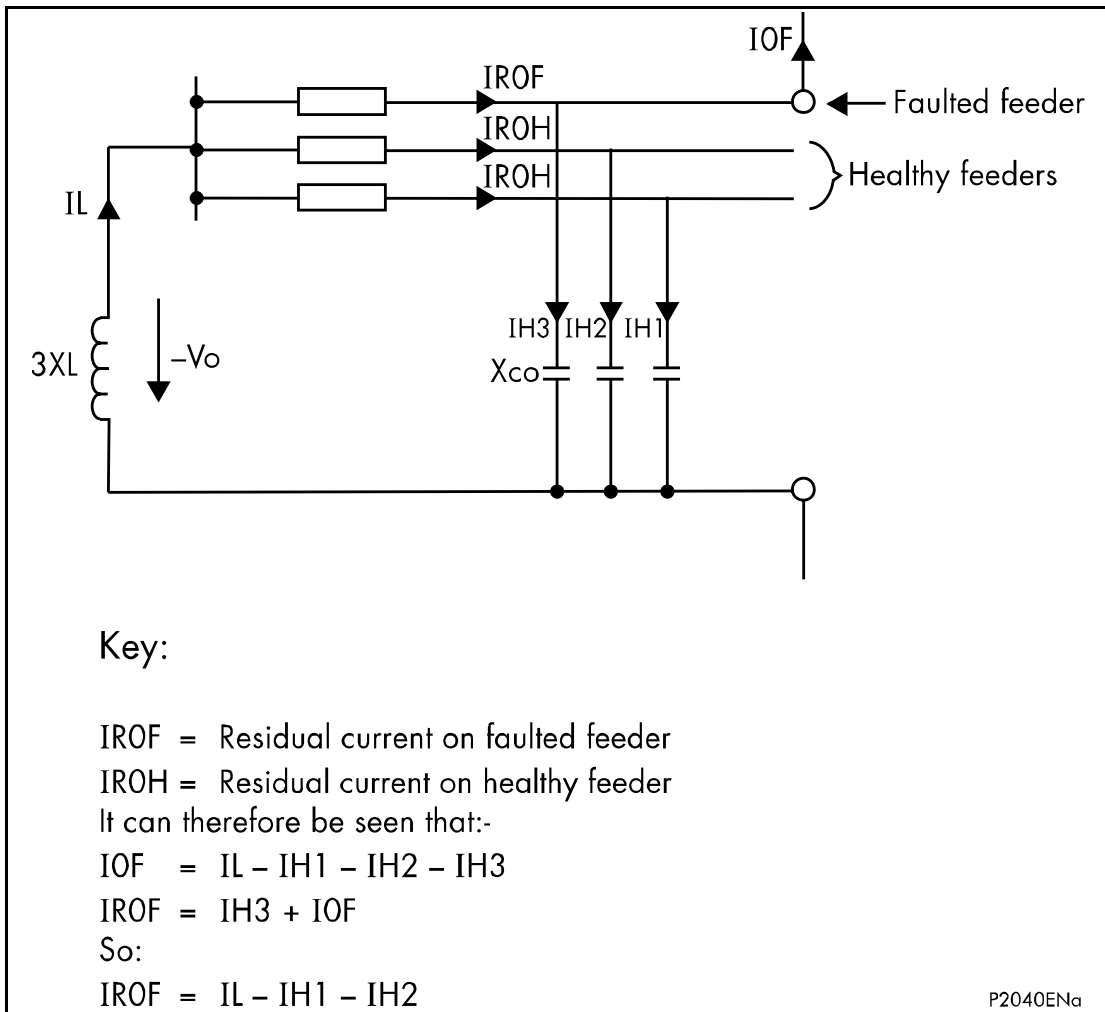 IOF
IROF
Faulted feeder
IROH
IROH
Healthy feeders
IL
IH3 IH2 IH1
3XL
–Vo
Xco
Key:
IROF = Residual current on faulted feeder
IROH = Residual current on healthy feeder
It can therefore be seen that:-
IOF = IL – IH1 – IH2 – IH3
IROF = IH3 + IOF
So:
IROF = IL – IH1 – IH2
P2040ENa